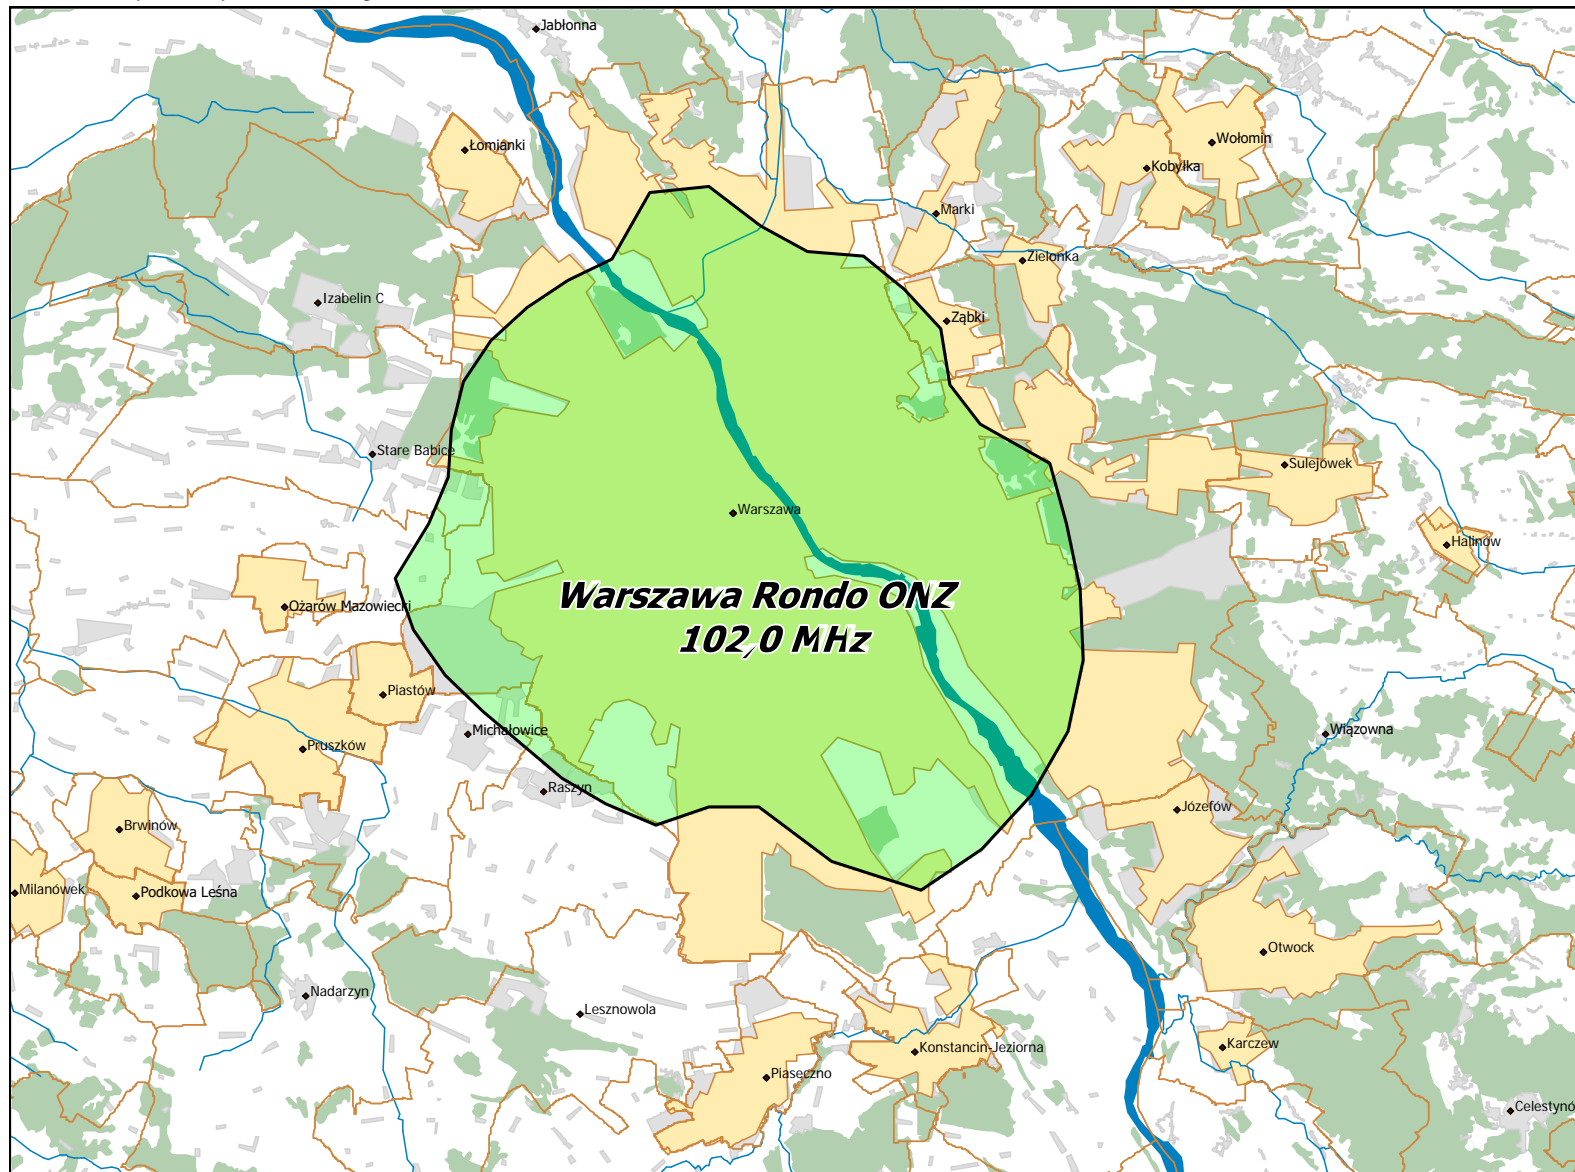 Jabłonna
Łomianki
Wołomin
Kobyłka
Marki
Zielonka
Izabelin C
Ząbki
Stare Babice
Sulejówek
Warszawa
Halinów
Warszawa Rondo ONZ
102,0 MHz
Ożarów Mazowiecki
Piastów
Michałowice
Wiązowna
Pruszków
Raszyn
Józefów
Brwinów
Milanówek
Podkowa Leśna
Otwock
Nadarzyn
Lesznowola
Karczew
Konstancin-Jeziorna
Piaseczno
Celestynó